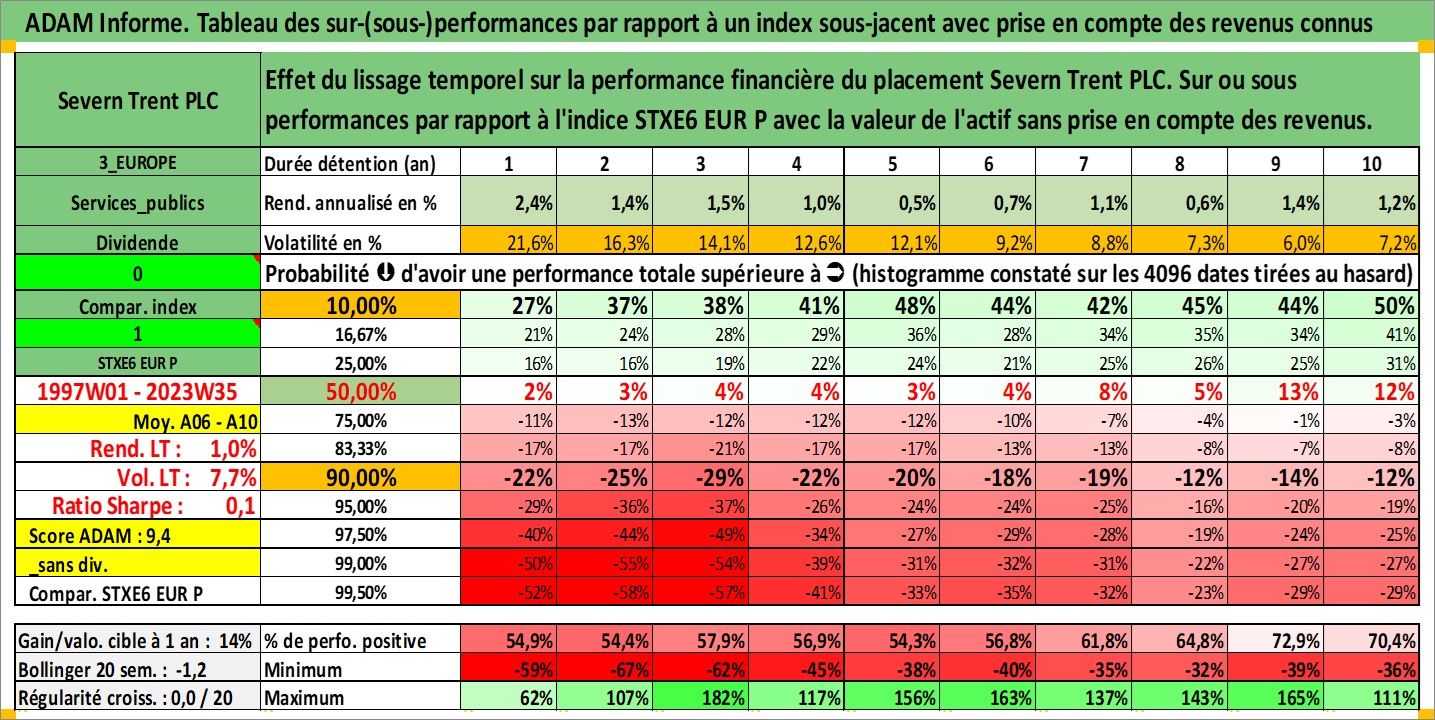 ADAM Informe. Tableau des sur-(sous-)performances par rapport à un index sous-jacent avec prise en compte des revenus connus
Severn Trent PLC
Effet du lissage temporel sur la performance financière du placement Severn Trent PLC. Sur ou sous
performances par rapport à l'indice STXE6 EUR P avec la valeur de l'actif sans prise en compte des revenus.
3_EUROPE Durée détention (an) 1 2 3 4 5 6 7 8 9 10
Services_publics Rend. annualisé en % 2,4% 1,4% 1,5% 1,0% 0,5% 0,7% 1,1% 0,6% 1,4% 1,2%
Dividende Volatilité en % 21,6% 16,3% 14,1% 12,6% 12,1% 9,2% 8,8% 7,3% 6,0% 7,2%
0 Probabilité d'avoir une performance totale supérieure à (histogramme constaté sur les 4096 dates tirées au hasard)
Compar. index 10,00% 27% 37% 38% 41% 48% 44% 42% 45% 44% 50%
1 16,67% 21% 24% 28% 29% 36% 28% 34% 35% 34% 41%
STXE6 EUR P 25,00% 16% 16% 19% 22% 24% 21% 25% 26% 25% 31%
1997W01 - 2023W35 50,00% 2% 3% 4% 4% 3% 4% 8% 5% 13% 12%
Moy. A06 - A10 75,00% -11% -13% -12% -12% -12% -10% -7% -4% -1% -3%
Rend. LT : 1,0% 83,33% -17% -17% -21% -17% -17% -13% -13% -8% -7% -8%
Vol. LT : 7,7% 90,00% -22% -25% -29% -22% -20% -18% -19% -12% -14% -12%
Ratio Sharpe : 0,1 95,00% -29% -36% -37% -26% -24% -24% -25% -16% -20% -19%
Score ADAM : 9,4 97,50% -40% -44% -49% -34% -27% -29% -28% -19% -24% -25%
_sans div. 99,00% -50% -55% -54% -39% -31% -32% -31% -22% -27% -27%
Compar. STXE6 EUR P 99,50% -52% -58% -57% -41% -33% -35% -32% -23% -29% -29%
Gain/valo. cible à 1 an : 14% % de perfo. positive 54,9% 54,4% 57,9% 56,9% 54,3% 56,8% 61,8% 64,8% 72,9% 70,4%
Bollinger 20 sem. : -1,2 Minimum -59% -67% -62% -45% -38% -40% -35% -32% -39% -36%
Régularité croiss. : 0,0 / 20 Maximum 62% 107% 182% 117% 156% 163% 137% 143% 165% 111%